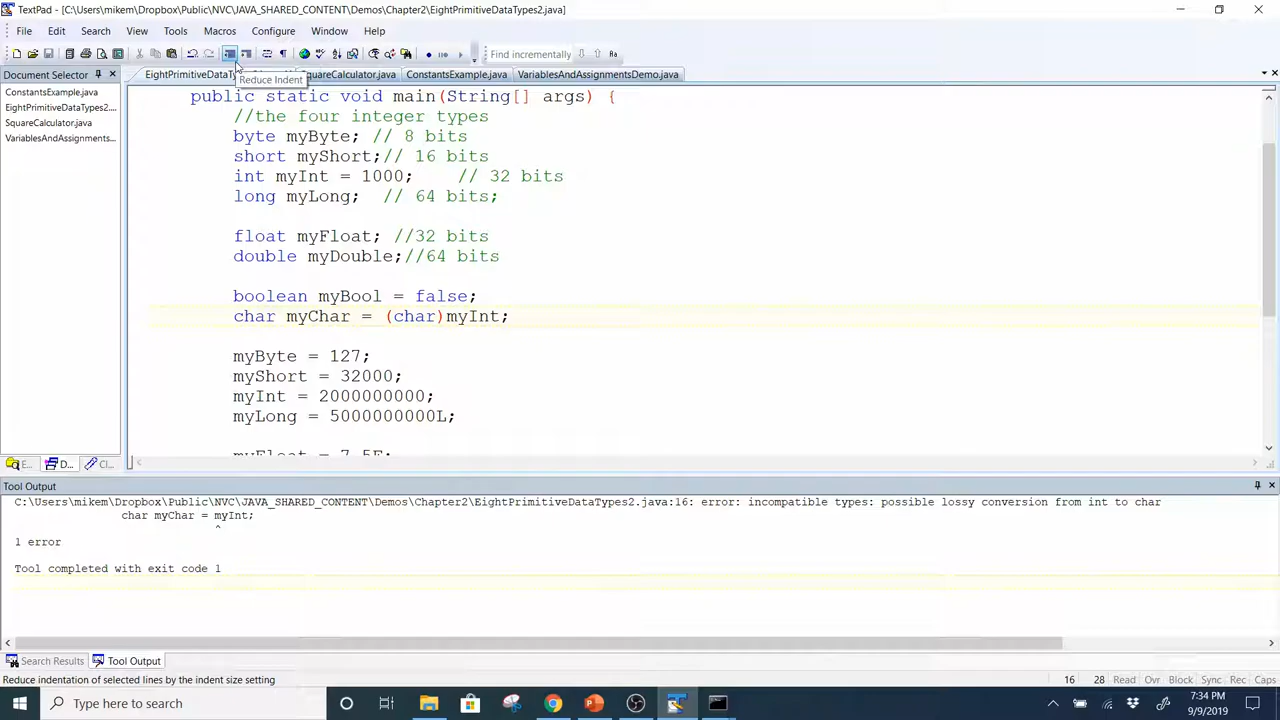 TextPad - [C:\Users\mikem\Dropbox\Public\NVC\JAVA_SHARED_CONTENT\Demos\Chapter2\EightPrimitiveDataTypes2.java]
File Edit Search View Tools Macros Configure Window Help
Find incrementally
Document Selector
EightPrimitiveDataTy
SquareCalculator.java
ConstantsExample.java
VariablesAndAssignmentsDemo.java
Reduce Indent
ConstantsExample.java
EightPrimitiveDataTypes2....
SquareCalculator.java
VariablesAndAssignments...
public static void main(String[] args) {
//the four integer types
byte myByte; // 8 bits
short myShort;// 16 bits
int myInt = 1000; // 32 bits
long myLong; // 64 bits;
float myFloat; //32 bits
double myDouble;//64 bits
boolean myBool = false;
char myChar = (char)myInt;
myByte = 127;
myShort = 32000;
myInt = 2000000000;
myLong = 5000000000L;
myFloat = 7.5F;
E... D... Cl...
Tool Output
C:\Users\mikem\Dropbox\Public\NVC\JAVA_SHARED_CONTENT\Demos\Chapter2\EightPrimitiveDataTypes2.java:16: error: incompatible types: possible lossy conversion from int to char
char myChar = myInt;
^
1 error
Tool completed with exit code 1
Search Results Tool Output
Reduce indentation of selected lines by the indent size setting
16 28 Read Ovr Block Sync Rec Caps
Type here to search
7:34 PM
9/9/2019